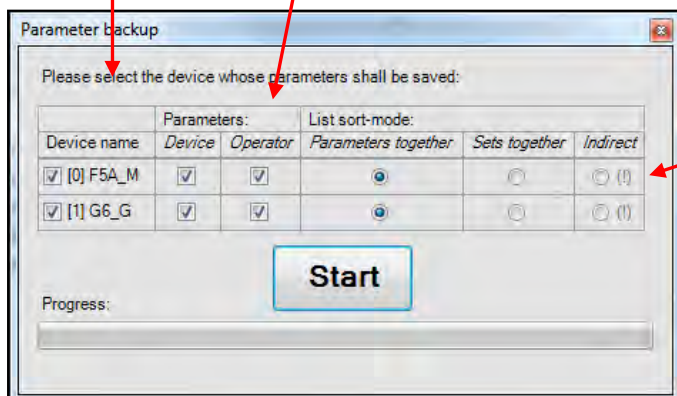 Parameter backup
Please select the device whose parameters shall be saved:
Parameters: List sort-mode:
Device name Device Operator Parameters together Sets together Indirect
[0] F5A_M (!)
[1] G6_G (!)
Start
Progress: